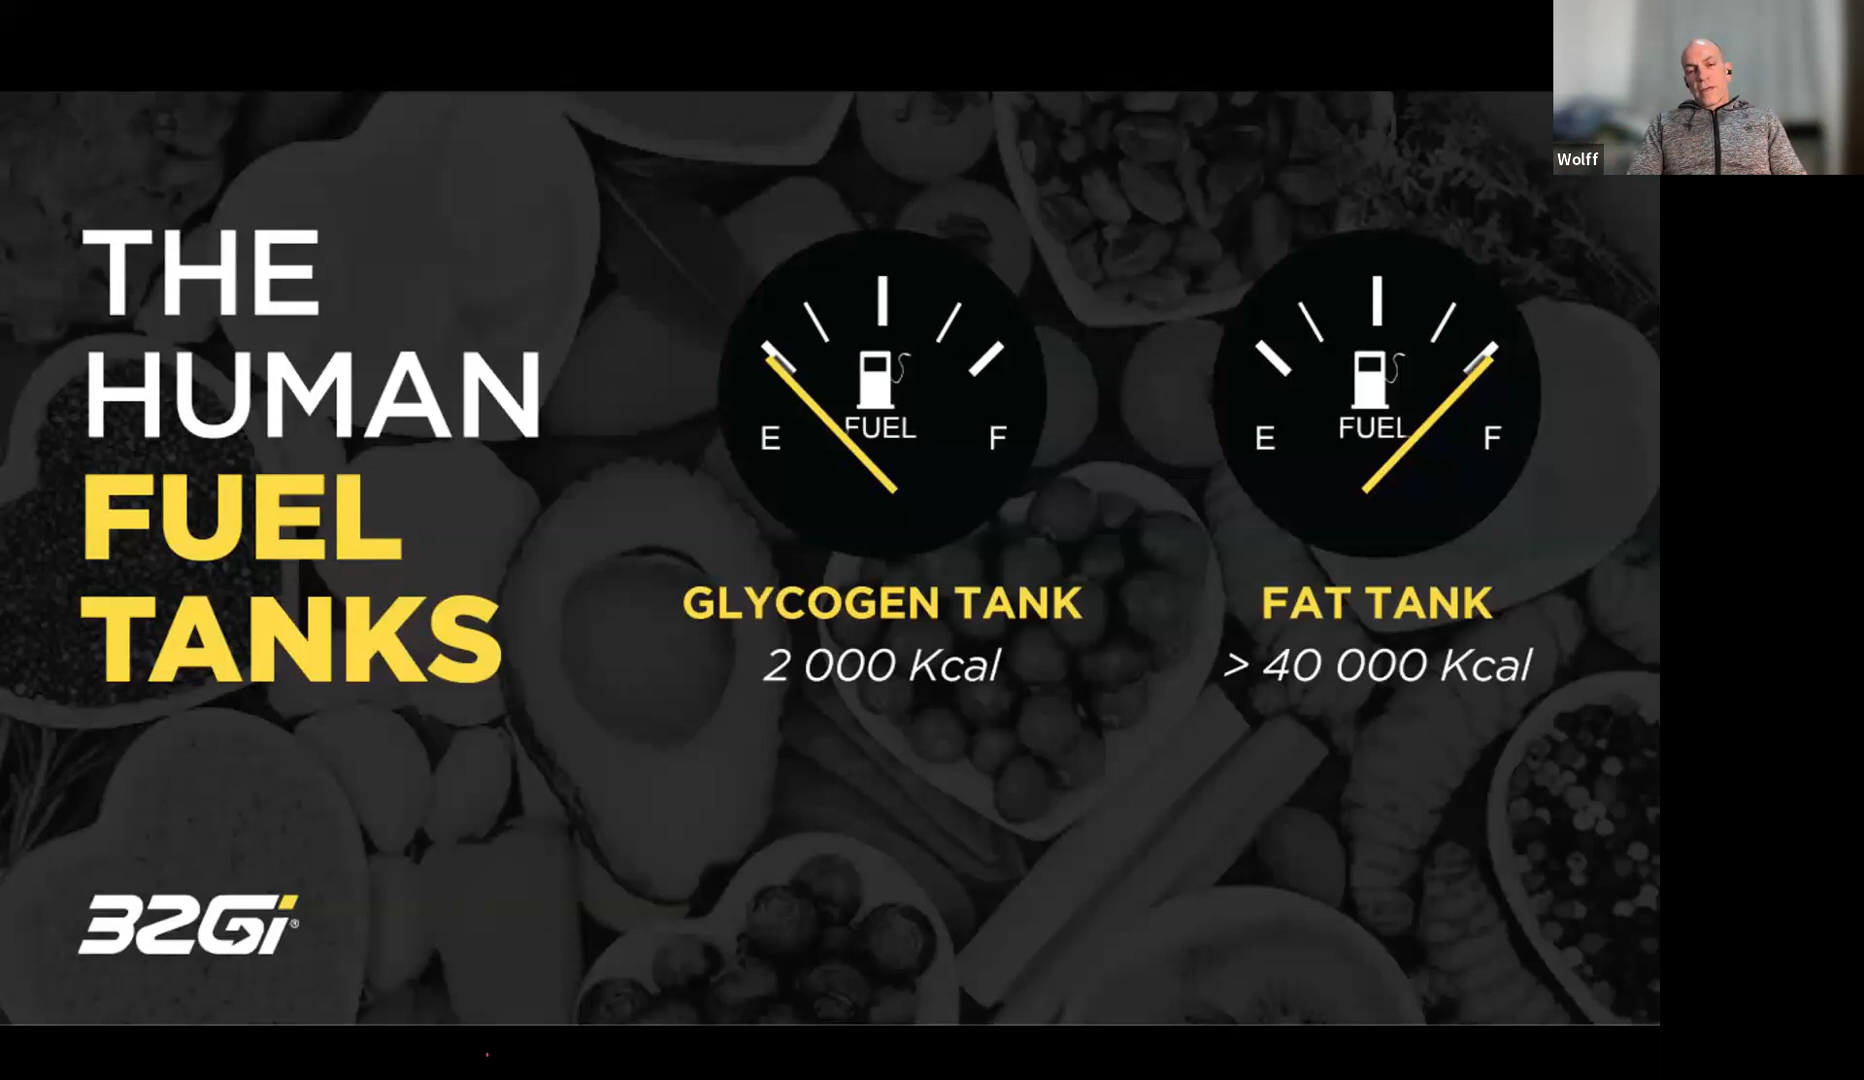 Wolff
THE
HUMAN
FUEL
TANKS
E
FUEL
F
E
FUEL
F
GLYCOGEN TANK
2 000 Kcal
FAT TANK
> 40 000 Kcal
32Gi®